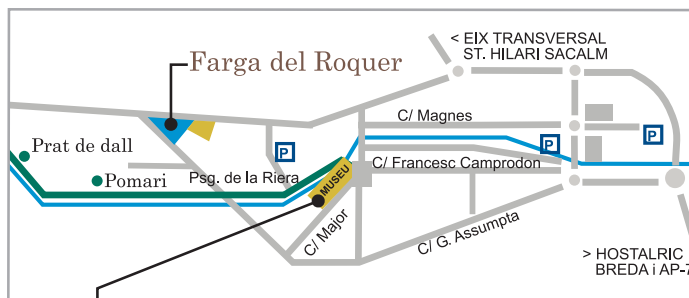 < EIX TRANSVERSAL
ST. HILARI SACALM
Farga del Roquer
C/ Magnes
P
P
P
Prat de dall
C/ Francesc Camprodon
Pomari
Psg. de la Riera
MUSEU
C/ Major
C/ G. Assumpta
> HOSTALRIC
BREDA i AP-7